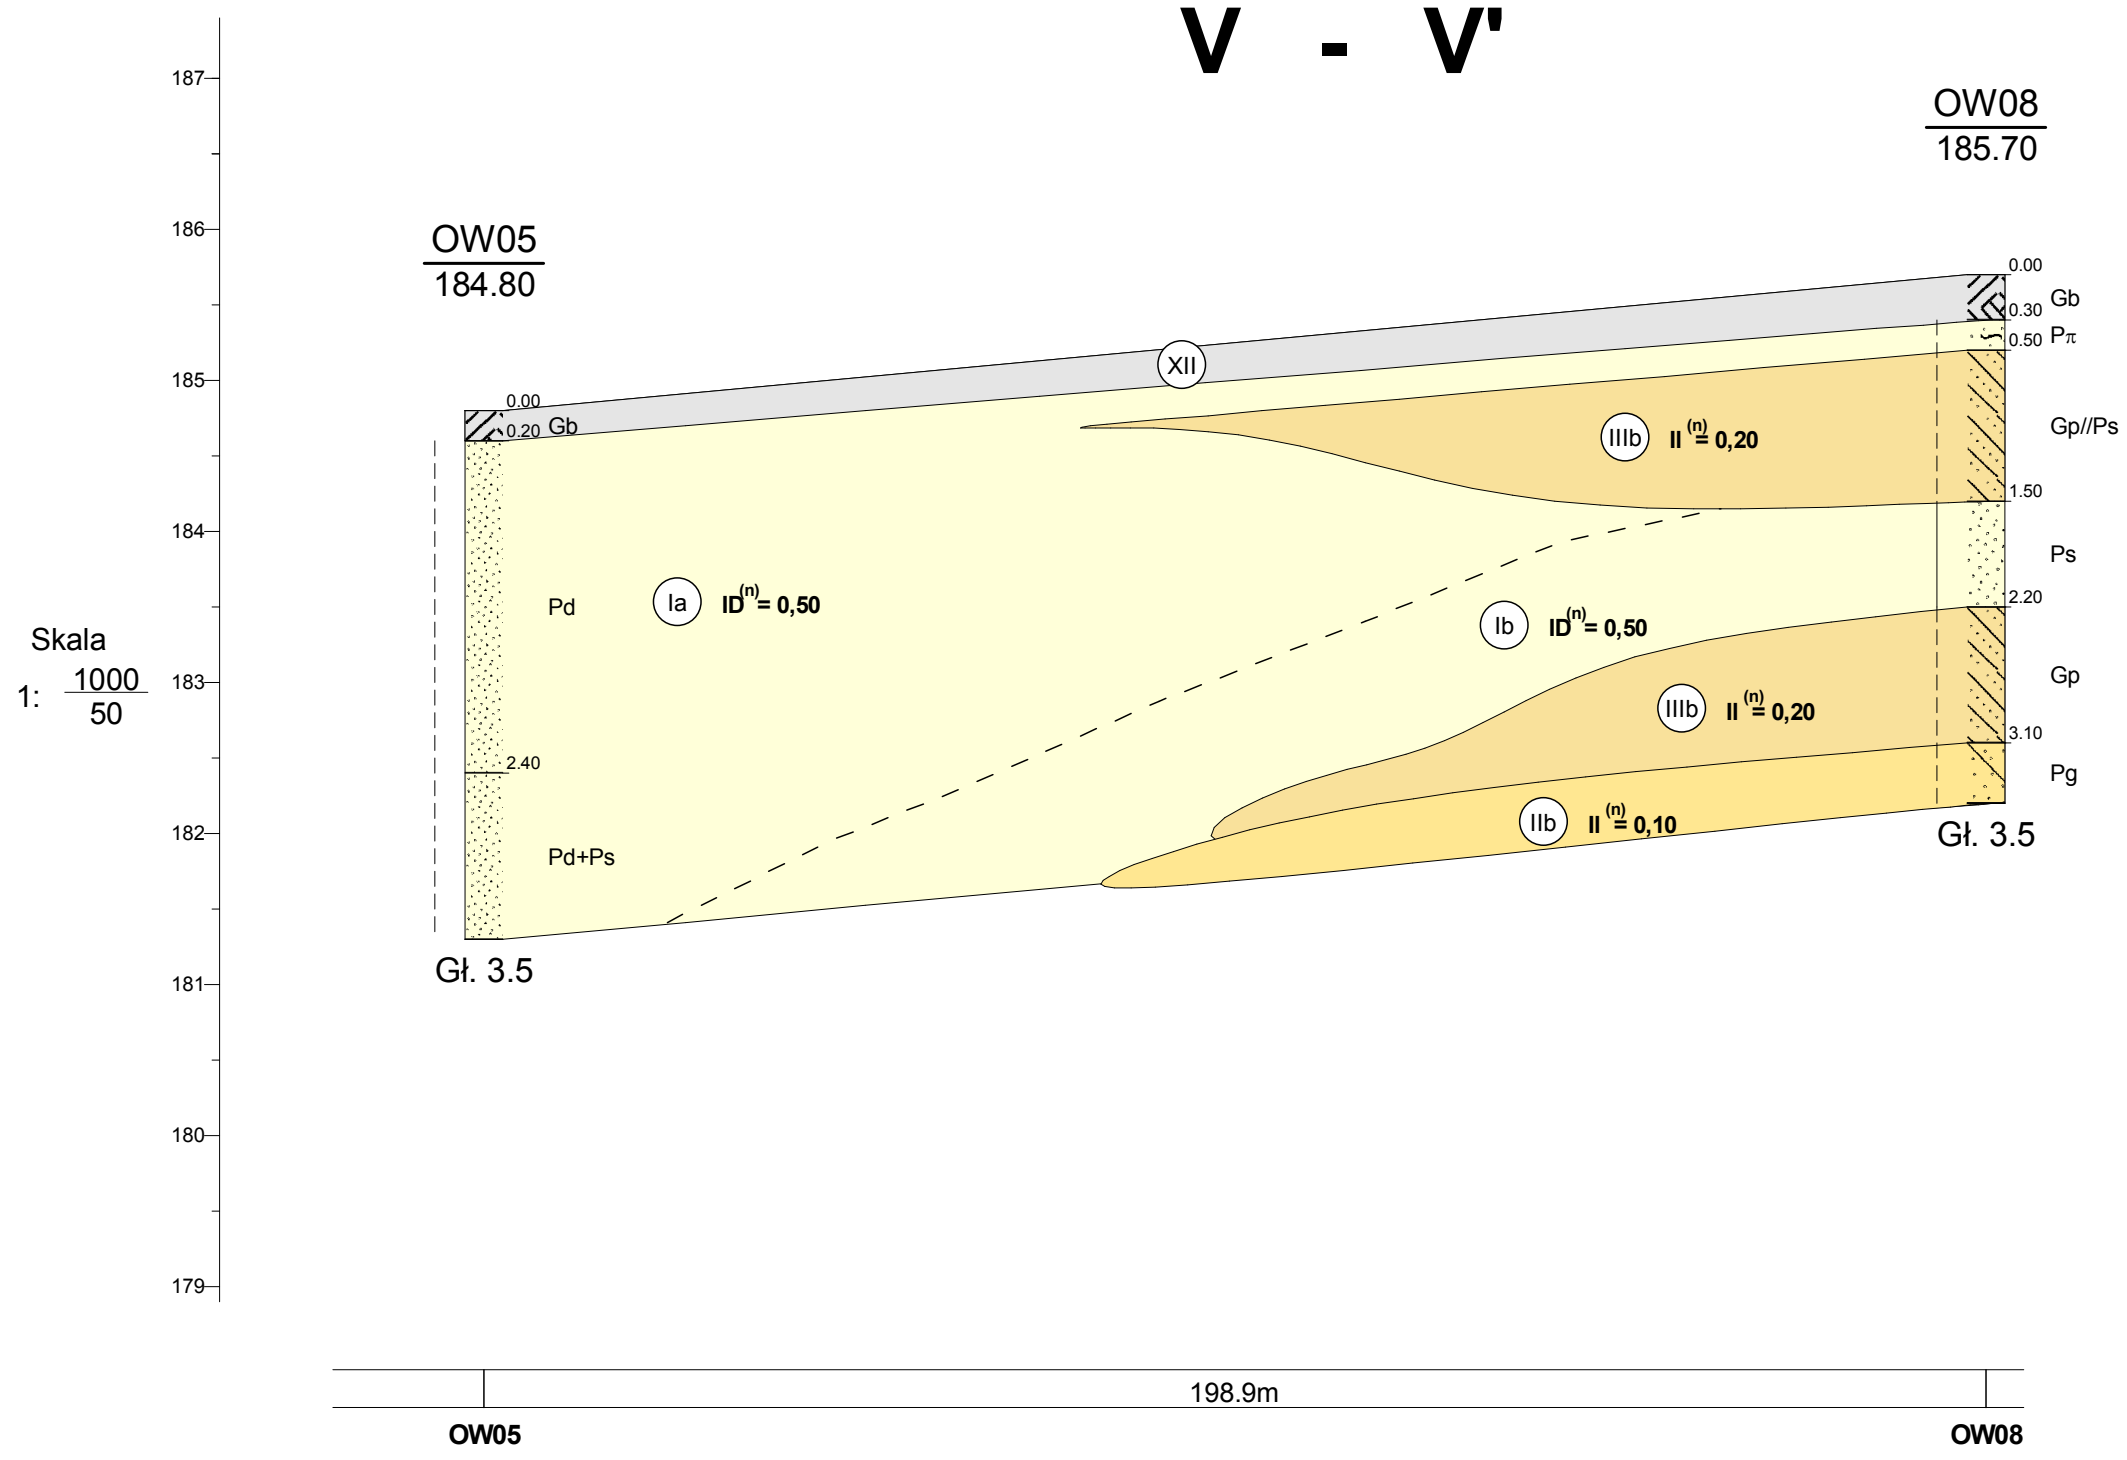 V - V'
187
OW08
185.70
186
OW05
184.80
0.00
Gb
0.30
Pπ
0.50
XII
185
0.00
0.20 Gb
IIIb II (n) = 0,20
Gp//Ps
1.50
184
Ps
Ia ID (n) = 0,50
Pd
2.20
Ib ID (n) = 0,50
Skala
1: 1000
50
183
Gp
IIIb II (n) = 0,20
3.10
2.40
Pg
IIb II (n) = 0,10
182
Gł. 3.5
Pd+Ps
Gł. 3.5
181
180
179
198.9m
OW05
OW08